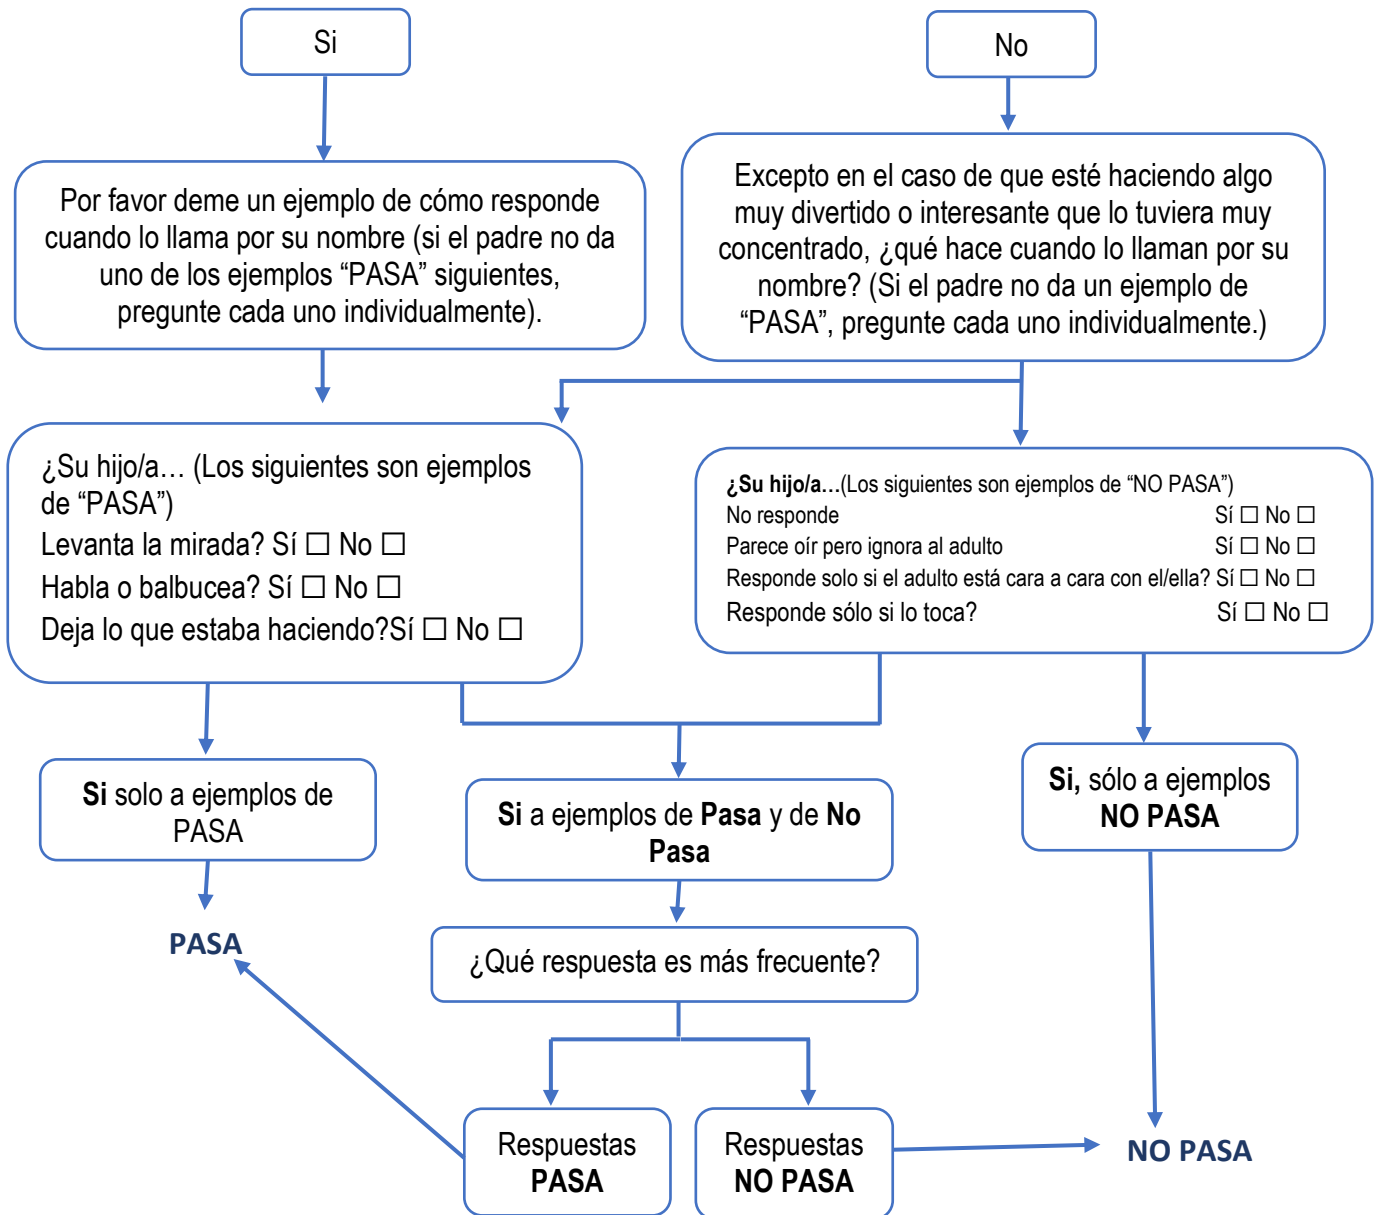 Si
No
Por favor deme un ejemplo de cómo responde
cuando lo llama por su nombre (si el padre no da
uno de los ejemplos “PASA” siguientes,
pregunte cada uno individualmente).
Excepto en el caso de que esté haciendo algo
muy divertido o interesante que lo tuviera muy
concentrado, ¿qué hace cuando lo llaman por su
nombre? (Si el padre no da un ejemplo de
“PASA”, pregunte cada uno individualmente.)
¿Su hijo/a… (Los siguientes son ejemplos
de “PASA”)
Levanta la mirada? Sí ☐ No ☐
Habla o balbucea? Sí ☐ No ☐
Deja lo que estaba haciendo?Sí ☐ No ☐
¿Su hijo/a…(Los siguientes son ejemplos de “NO PASA”)
No responde Sí ☐ No ☐
Parece oír pero ignora al adulto Sí ☐ No ☐
Responde solo si el adulto está cara a cara con el/ella? Sí ☐ No ☐
Responde sólo si lo toca? Sí ☐ No ☐
Si solo a ejemplos de
PASA
Si a ejemplos de Pasa y de No
Pasa
Si, sólo a ejemplos
NO PASA
PASA
¿Qué respuesta es más frecuente?
Respuestas
PASA
Respuestas
NO PASA
NO PASA